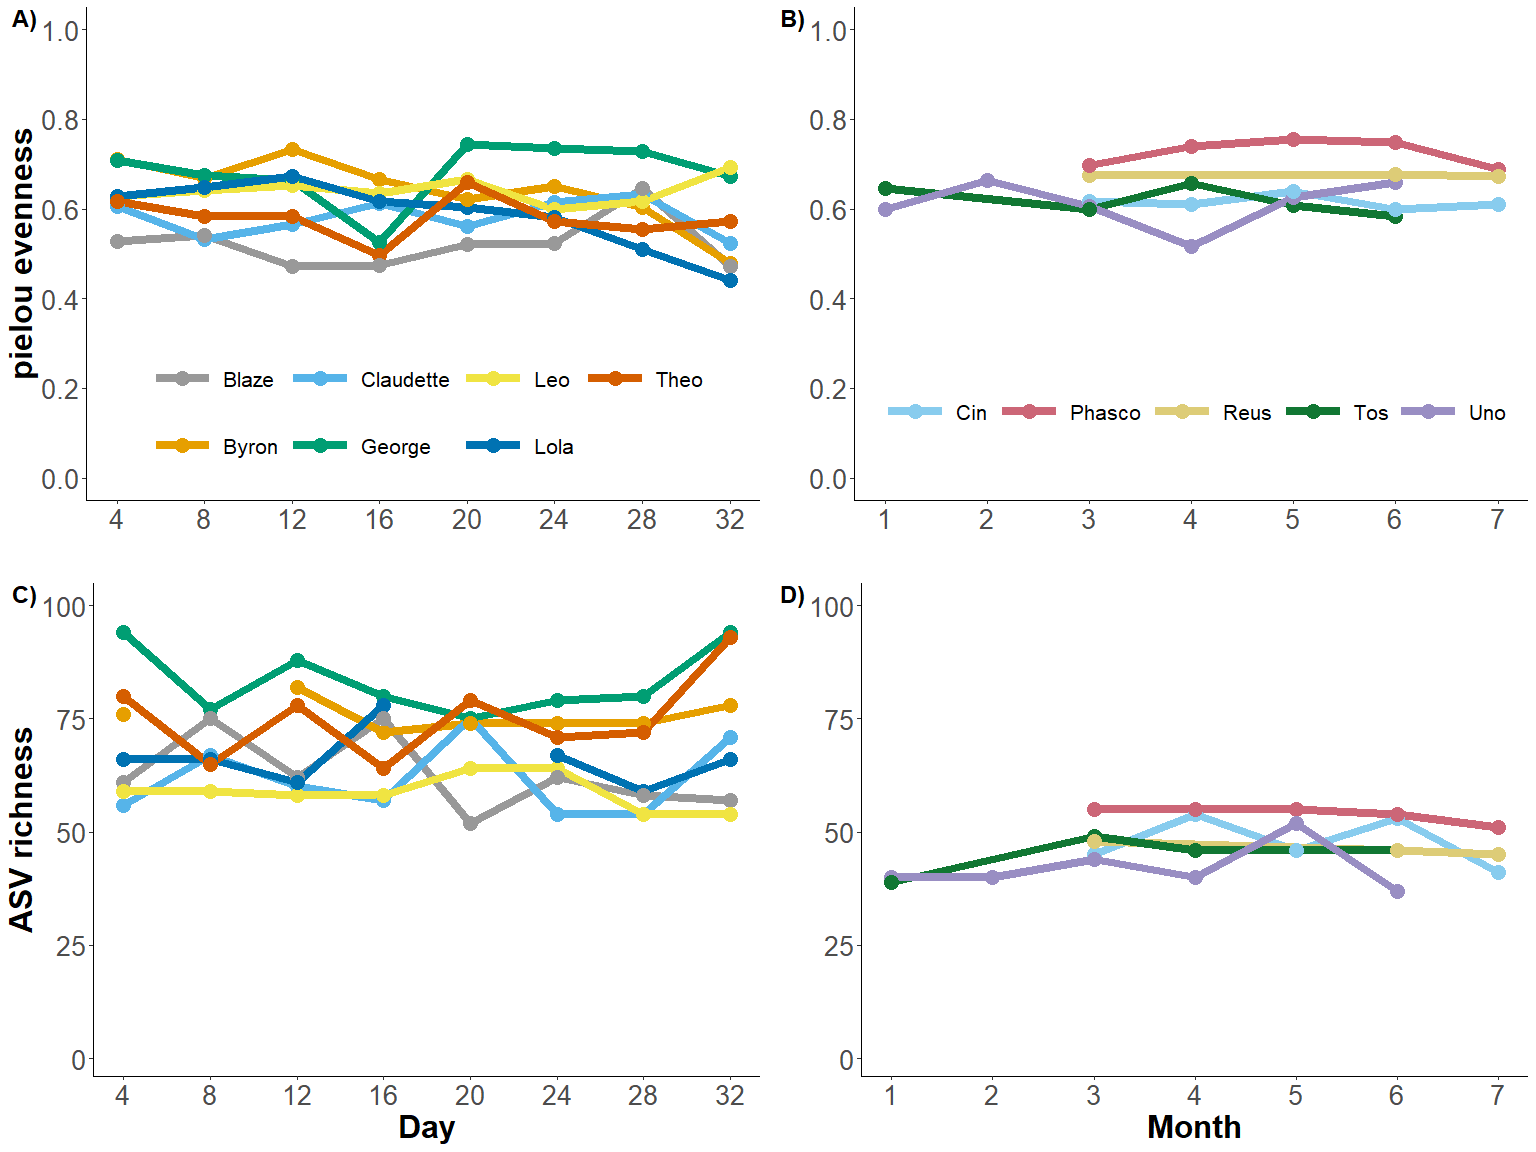 A)
pielou evenness
1.0
0.8
0.6
0.4
0.2
0.0
Blaze Claudette Leo Theo
Byron George Lola
4 8 12 16 20 24 28 32
B)
1.0
0.8
0.6
0.4
0.2
0.0
Cin Phasco Reus Tos Uno
1 2 3 4 5 6 7
C)
ASV richness
100
75
50
25
0
4 8 12 16 20 24 28 32
Day
D)
100
75
50
25
0
1 2 3 4 5 6 7
Month